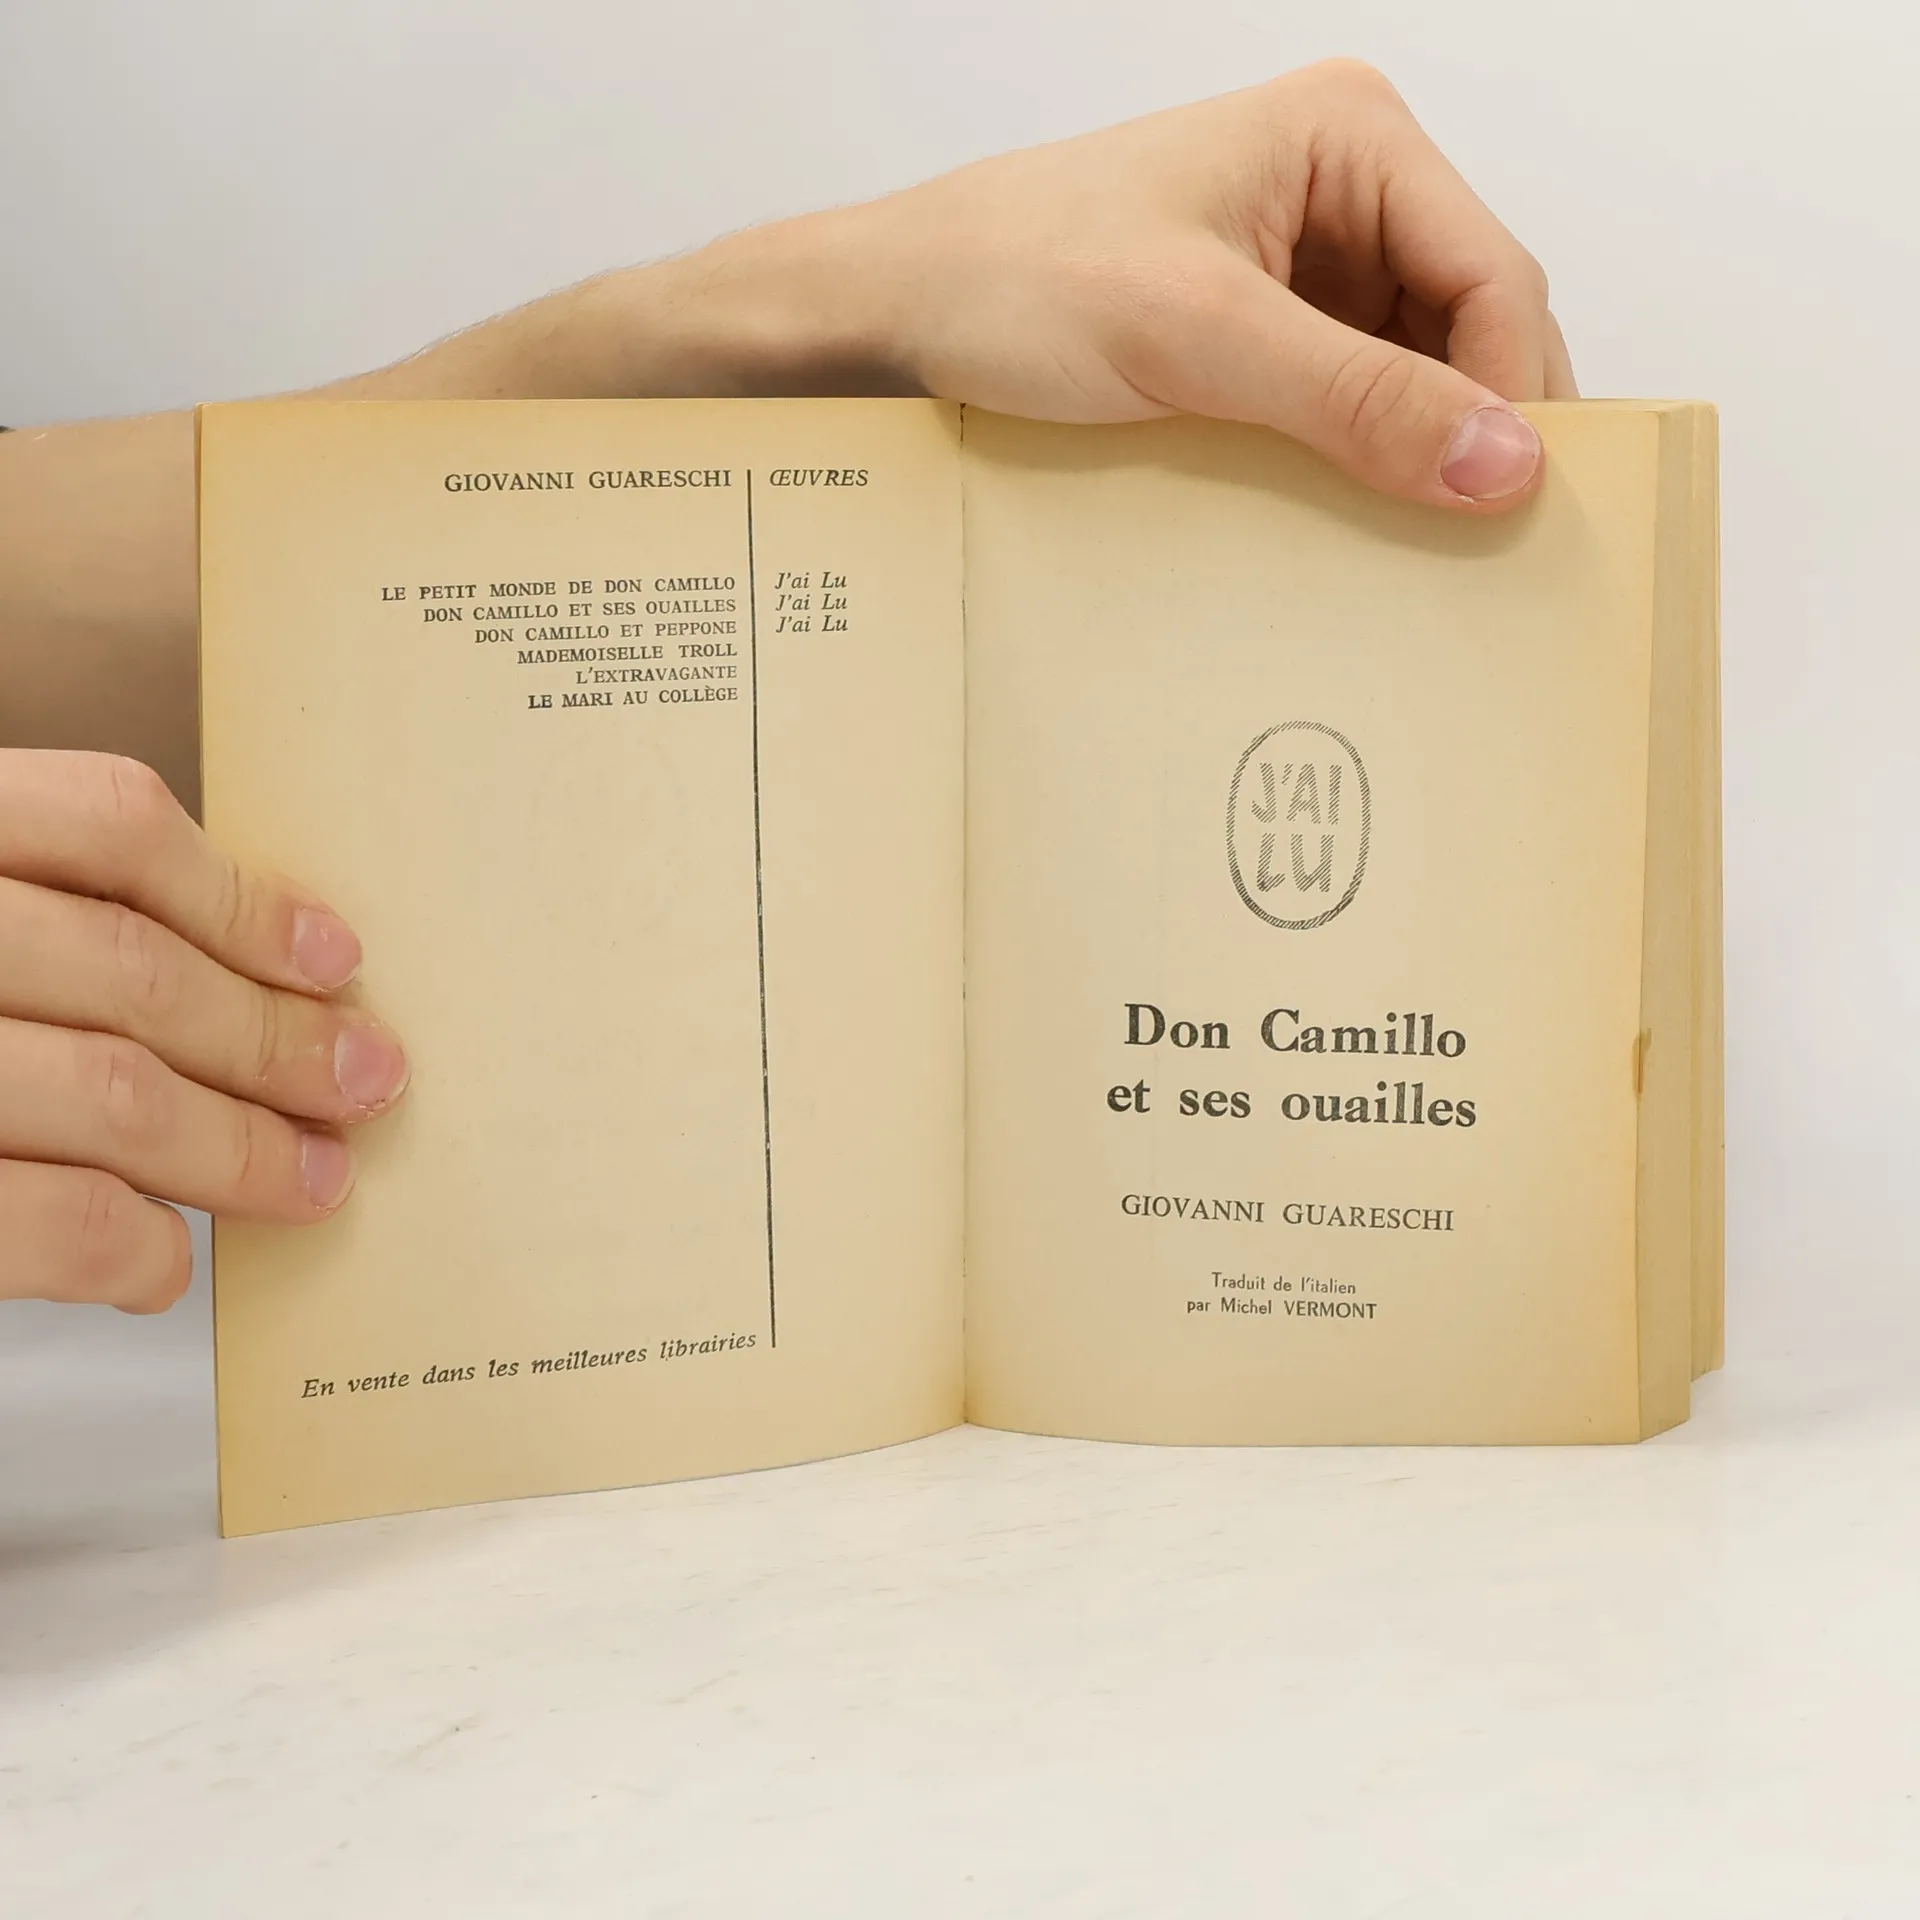 GIOVANNI GUARESCHI | ŒUVRES
LE PETIT MONDE DE DON CAMILLO J'ai Lu
DON CAMILLO ET SES OUAILLES J'ai Lu
DON CAMILLO ET PEPPONE J'ai Lu
MADEMOISELLE TROLL
L'EXTRAVAGANTE
LE MARI AU COLLÈGE
En vente dans les meilleures librairies
J'AI
LU
Don Camillo
et ses ouailles
GIOVANNI GUARESCHI
Traduit de l'italien
par Michel VERMONT